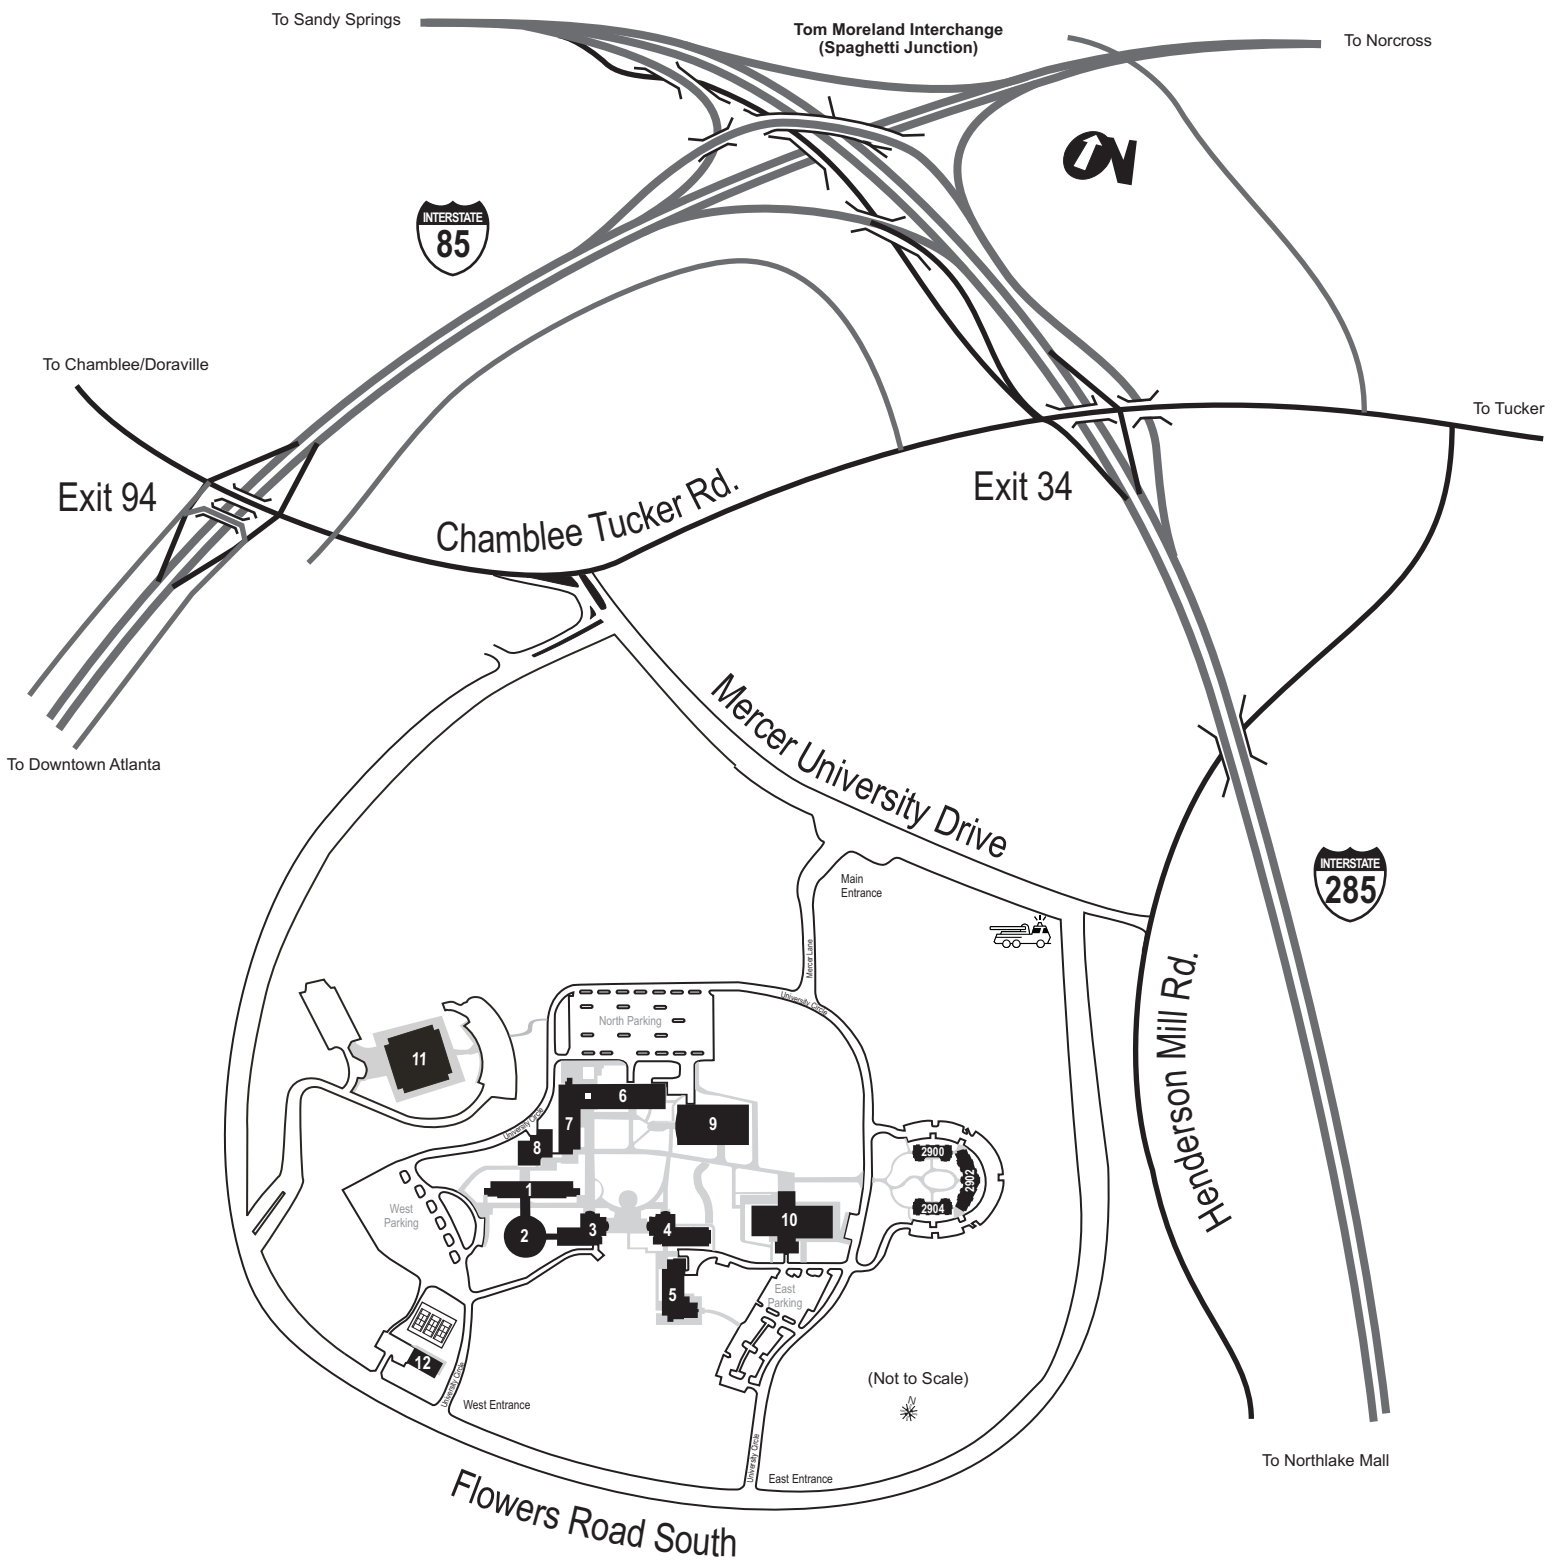 To Sandy Springs
Tom Moreland Interchange
(Spaghetti Junction)
To Norcross
N
INTERSTATE
85
To Chamblee/Doraville
To Tucker
Exit 94
Exit 34
Chamblee Tucker Rd.
Mercer University Drive
To Downtown Atlanta
INTERSTATE
285
Main
Entrance
Mercer Lane
University Circle
Henderson Mill Rd.
North Parking
11
6
7
9
University Circle
8
2900
2902
2904
1
West
Parking
2
3
4
10
5
East
Parking
12
University Circle
West Entrance
(Not to Scale)
N
University Circle
East Entrance
To Northlake Mall
Flowers Road South